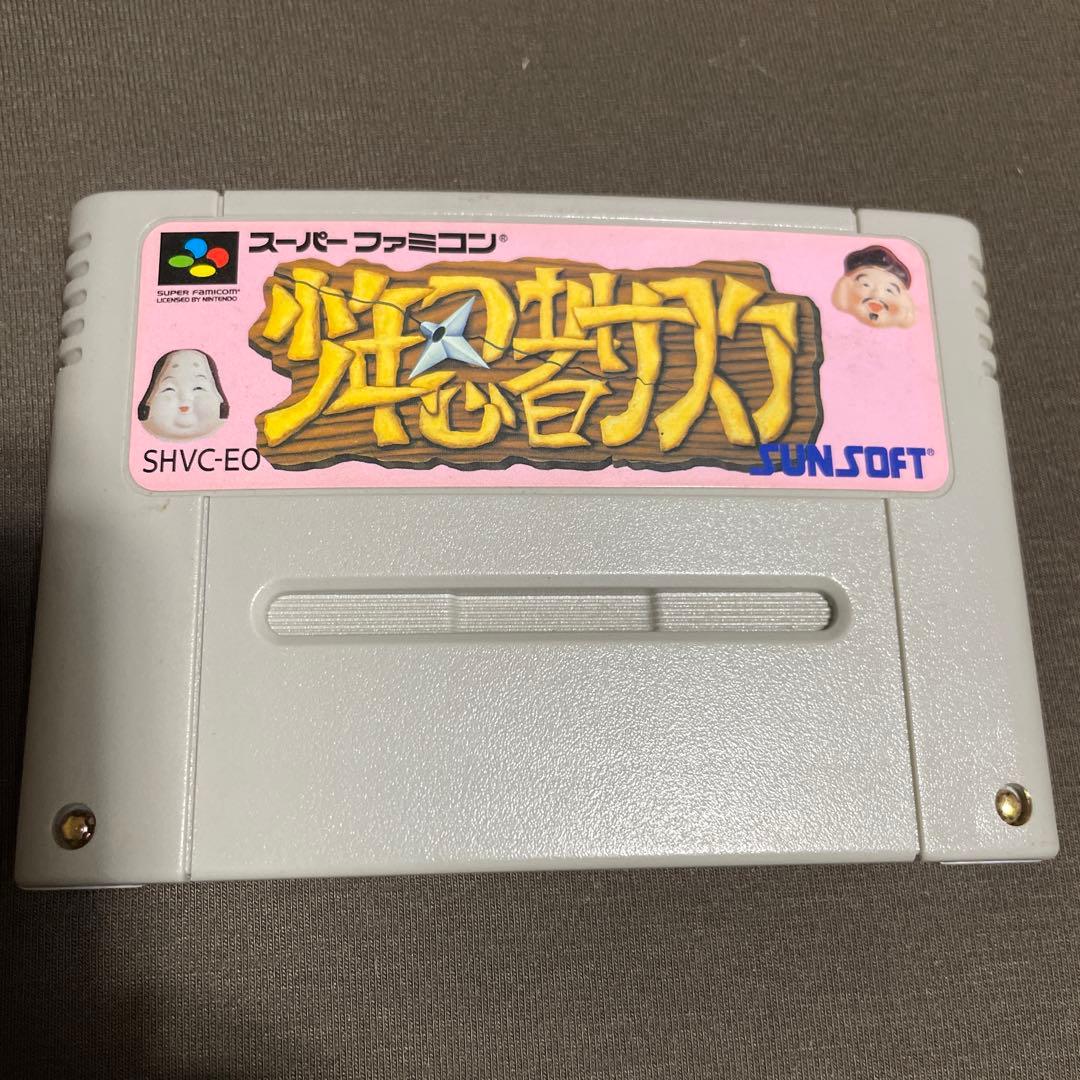 スーパーファミコン®
SUPER FAMICOM®
LICENSED BY NINTENDO
少年忍者サスケ
SHVC-EO
SUNSOFT®